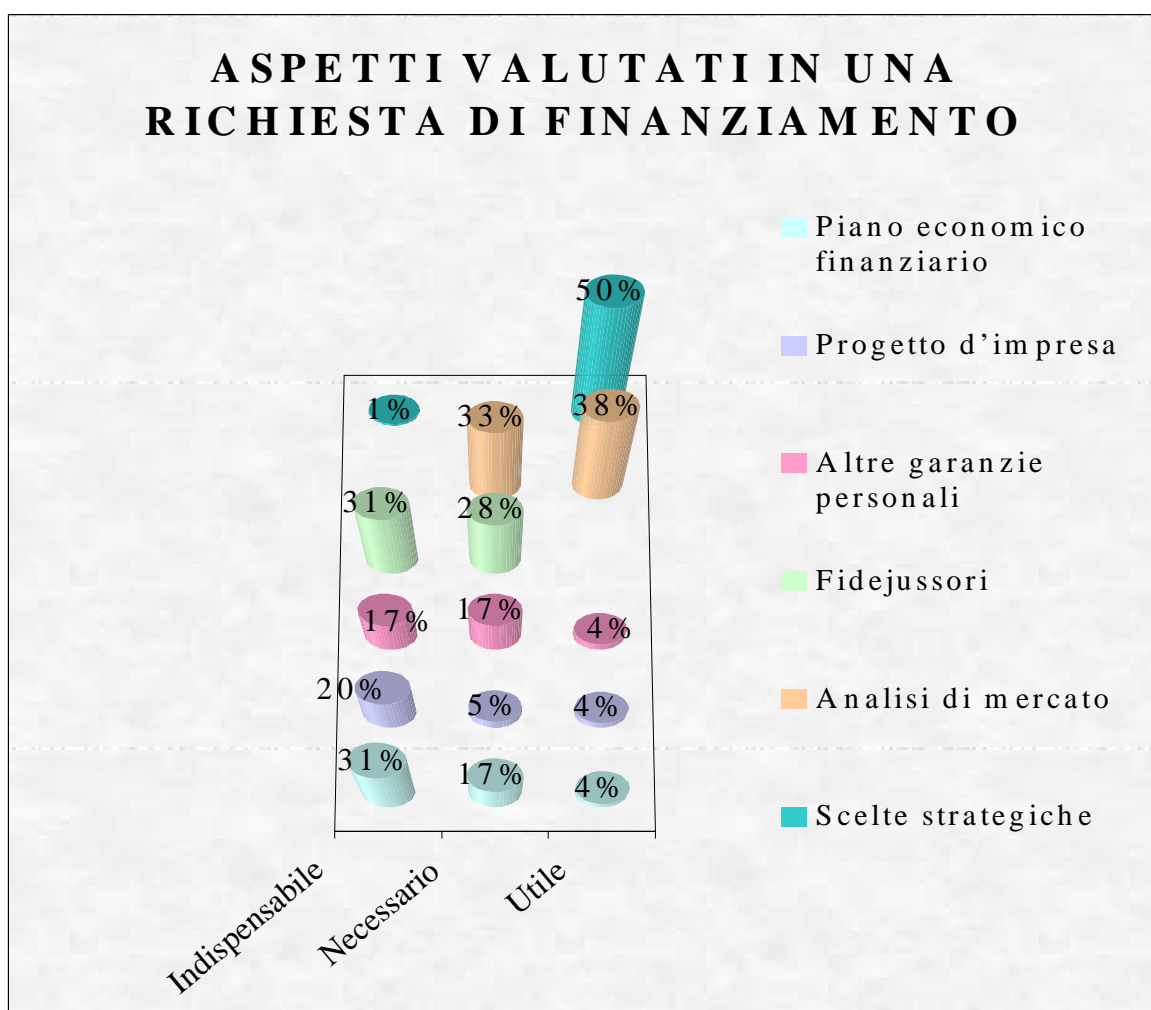 ASPETTI VALUTATI IN UNA
RICHIESTA DI FINANZIAMENTO
Piano economico
finanziario
Progetto d’impresa
Altre garanzie
personali
Fidejussori
Analisi di mercato
Scelte strategiche
50%
1%
33%
38%
31%
28%
17%
17%
4%
20%
5%
4%
31%
17%
4%
Indispensabile
Necessario
Utile